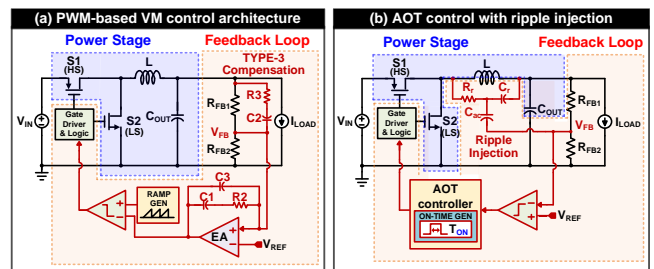 (a) PWM-based VM control architecture
Power Stage
Feedback Loop
S1
(HS)
L
TYPE-3
Compensation
R3
C2
VIN
Gate
Driver
& Logic
S2
(LS)
COUT
RFB1
VFB
RFB2
ILOAD
C3
C1
R2
RAMP
GEN
EA
VREF
(b) AOT control with ripple injection
Power Stage
Feedback Loop
S1
(HS)
L
Rr
Cr
VIN
Gate
Driver
& Logic
S2
(LS)
Cac
COUT
RFB1
VFB
RFB2
ILOAD
Ripple
Injection
AOT
controller
ON-TIME GEN
TON
VREF